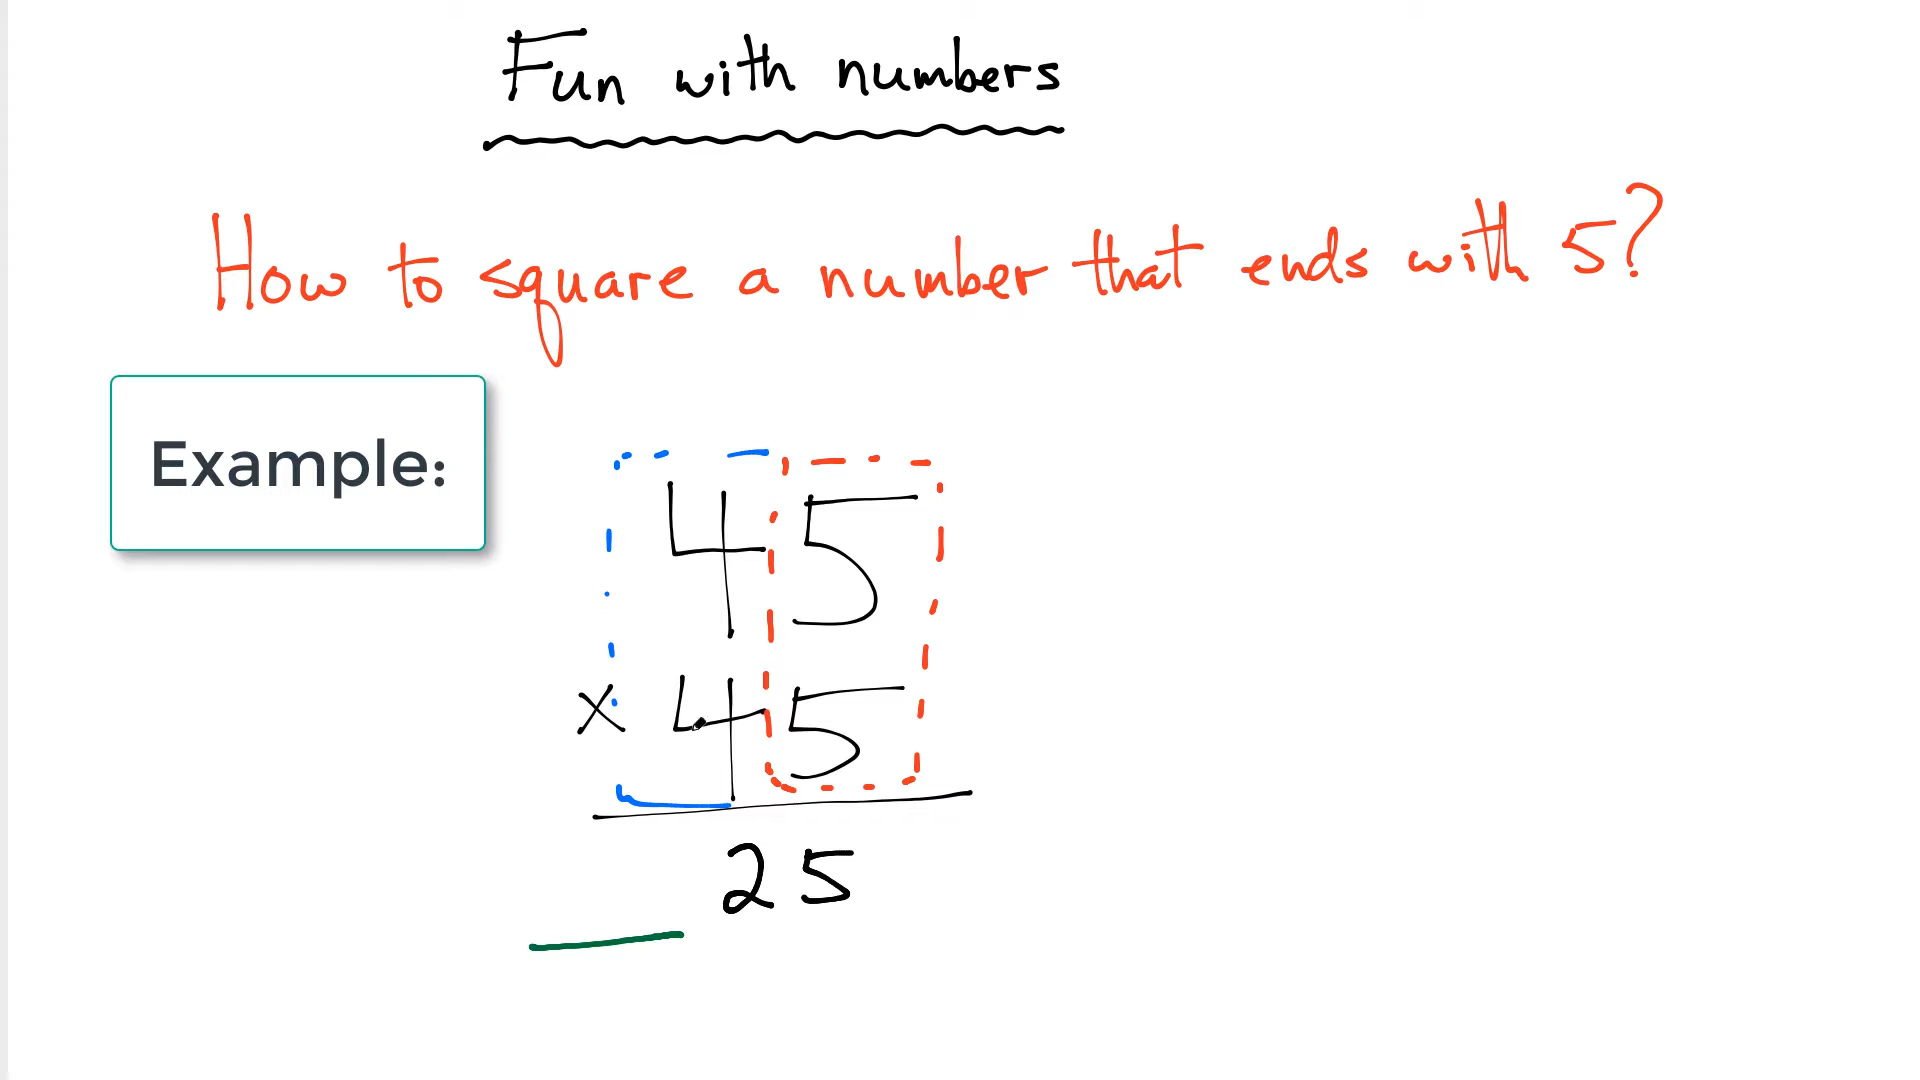 Fun with numbers
How to square a number that ends with 5?
Example:
45
x 45
25